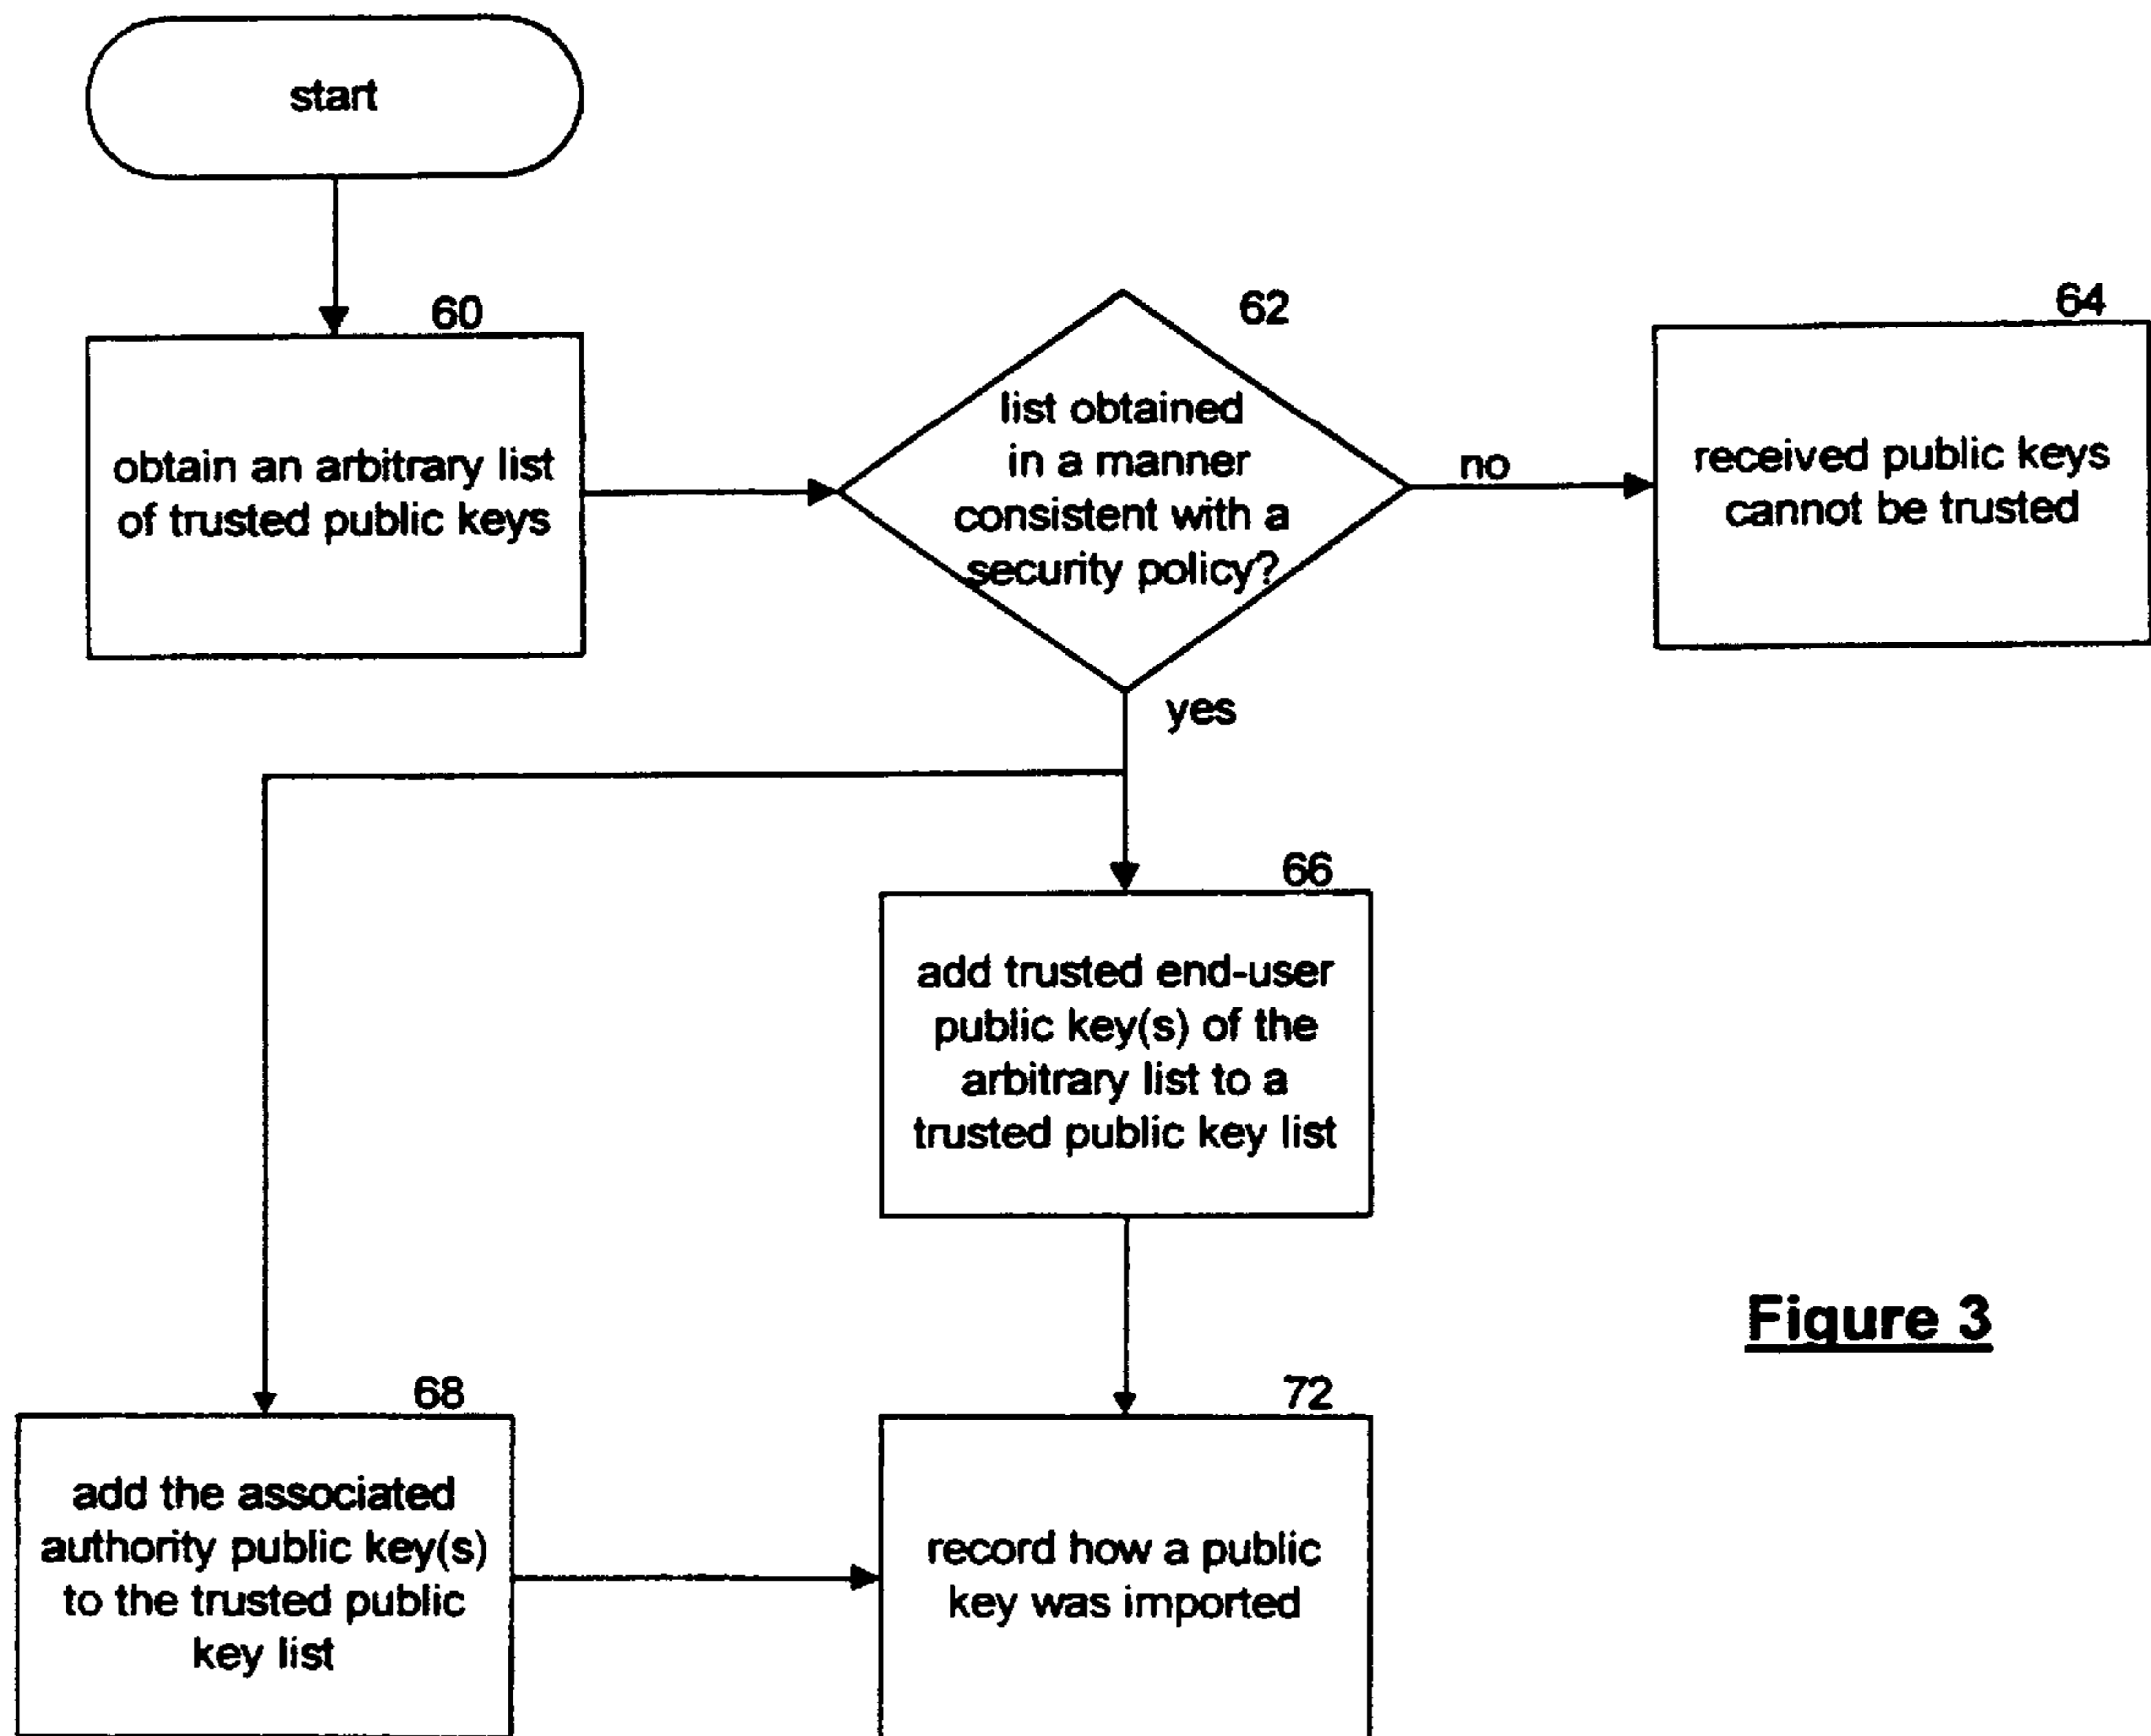 start
60
obtain an arbitrary list
of trusted public keys
62
list obtained
in a manner
consistent with a
security policy?
no
64
received public keys
cannot be trusted
yes
66
add trusted end-user
public key(s) of the
arbitrary list to a
trusted public key list
68
add the associated
authority public key(s)
to the trusted public
key list
72
record how a public
key was imported
Figure 3